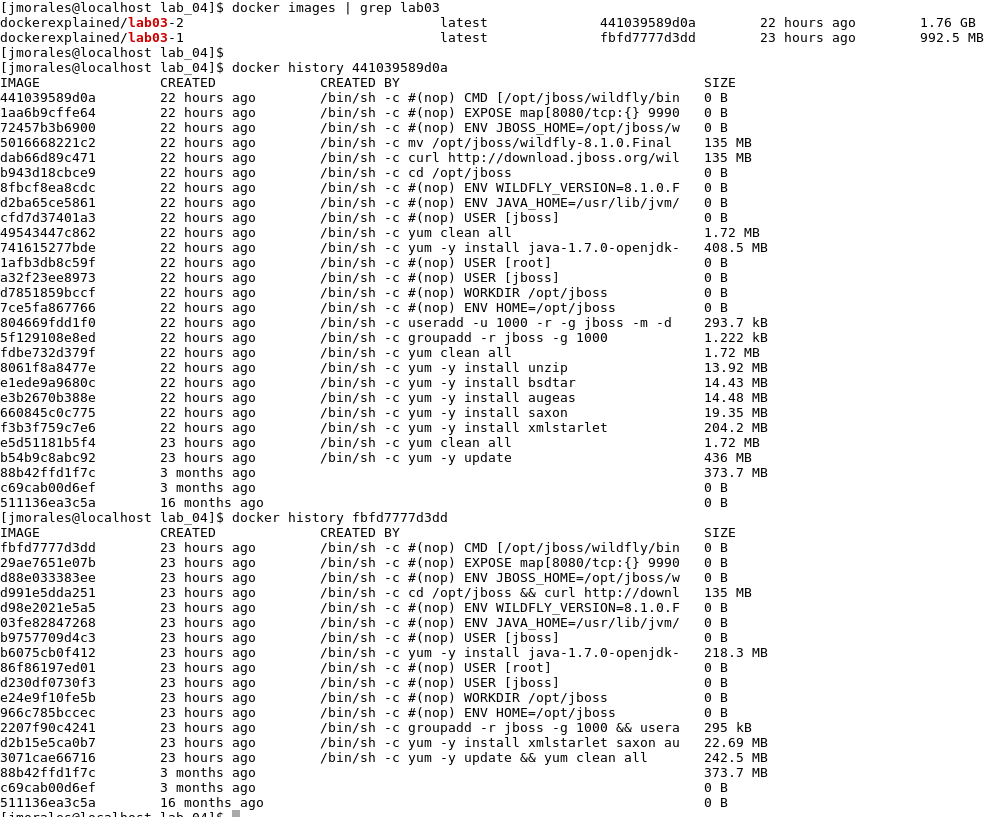 [jmorales@localhost lab_04]$ docker images | grep lab03
dockerexplained/lab03-2                                latest              441039589d0a        22 hours ago        1.76 GB
dockerexplained/lab03-1                                latest              fbfd7777d3dd        23 hours ago        992.5 MB
[jmorales@localhost lab_04]$
[jmorales@localhost lab_04]$ docker history 441039589d0a
IMAGE               CREATED             CREATED BY                                      SIZE
441039589d0a        22 hours ago        /bin/sh -c #(nop) CMD [/opt/jboss/wildfly/bin   0 B
1aa6b9cffe64        22 hours ago        /bin/sh -c #(nop) EXPOSE map[8080/tcp:{} 9990   0 B
72457b3b6900        22 hours ago        /bin/sh -c #(nop) ENV JBOSS_HOME=/opt/jboss/w   0 B
5016668221c2        22 hours ago        /bin/sh -c mv /opt/jboss/wildfly-8.1.0.Final    135 MB
dab66d89c471        22 hours ago        /bin/sh -c curl http://download.jboss.org/wil   135 MB
b943d18cbce9        22 hours ago        /bin/sh -c cd /opt/jboss                        0 B
8fbcf8ea8cdc        22 hours ago        /bin/sh -c #(nop) ENV WILDFLY_VERSION=8.1.0.F   0 B
d2ba65ce5861        22 hours ago        /bin/sh -c #(nop) ENV JAVA_HOME=/usr/lib/jvm/   0 B
cfd7d37401a3        22 hours ago        /bin/sh -c #(nop) USER [jboss]                  0 B
49543447c862        22 hours ago        /bin/sh -c yum clean all                        1.72 MB
741615277bde        22 hours ago        /bin/sh -c yum -y install java-1.7.0-openjdk-   408.5 MB
1afb3db8c59f        22 hours ago        /bin/sh -c #(nop) USER [root]                   0 B
a32f23ee8973        22 hours ago        /bin/sh -c #(nop) USER [jboss]                  0 B
d7851859bccf        22 hours ago        /bin/sh -c #(nop) WORKDIR /opt/jboss            0 B
7ce5fa867766        22 hours ago        /bin/sh -c #(nop) ENV HOME=/opt/jboss           0 B
804669fdd1f0        22 hours ago        /bin/sh -c useradd -u 1000 -r -g jboss -m -d    293.7 kB
5f129108e8ed        22 hours ago        /bin/sh -c groupadd -r jboss -g 1000            1.222 kB
fdbe732d379f        22 hours ago        /bin/sh -c yum clean all                        1.72 MB
8061f8a8477e        22 hours ago        /bin/sh -c yum -y install unzip                 13.92 MB
e1ede9a9680c        22 hours ago        /bin/sh -c yum -y install bsdtar                14.43 MB
e3b2670b388e        22 hours ago        /bin/sh -c yum -y install augeas                14.48 MB
660845c0c775        22 hours ago        /bin/sh -c yum -y install saxon                 19.35 MB
f3b3f759c7e6        22 hours ago        /bin/sh -c yum -y install xmlstarlet            204.2 MB
e5d51181b5f4        23 hours ago        /bin/sh -c yum clean all                        1.72 MB
b54b9c8abc92        23 hours ago        /bin/sh -c yum -y update                        436 MB
88b42ffd1f7c        3 months ago                                                        373.7 MB
c69cab00d6ef        3 months ago                                                        0 B
511136ea3c5a        16 months ago                                                       0 B
[jmorales@localhost lab_04]$ docker history fbfd7777d3dd
IMAGE               CREATED             CREATED BY                                      SIZE
fbfd7777d3dd        23 hours ago        /bin/sh -c #(nop) CMD [/opt/jboss/wildfly/bin   0 B
29ae7651e07b        23 hours ago        /bin/sh -c #(nop) EXPOSE map[8080/tcp:{} 9990   0 B
d88e033383ee        23 hours ago        /bin/sh -c #(nop) ENV JBOSS_HOME=/opt/jboss/w   0 B
d991e5dda251        23 hours ago        /bin/sh -c cd /opt/jboss && curl http://downl   135 MB
d98e2021e5a5        23 hours ago        /bin/sh -c #(nop) ENV WILDFLY_VERSION=8.1.0.F   0 B
03fe82847268        23 hours ago        /bin/sh -c #(nop) ENV JAVA_HOME=/usr/lib/jvm/   0 B
b9757709d4c3        23 hours ago        /bin/sh -c #(nop) USER [jboss]                  0 B
b6075cb0f412        23 hours ago        /bin/sh -c yum -y install java-1.7.0-openjdk-   218.3 MB
86f86197ed01        23 hours ago        /bin/sh -c #(nop) USER [root]                   0 B
d230df0730f3        23 hours ago        /bin/sh -c #(nop) USER [jboss]                  0 B
e24e9f10fe5b        23 hours ago        /bin/sh -c #(nop) WORKDIR /opt/jboss            0 B
966c785bccec        23 hours ago        /bin/sh -c #(nop) ENV HOME=/opt/jboss           0 B
2207f90c4241        23 hours ago        /bin/sh -c groupadd -r jboss -g 1000 && usera   295 kB
d2b15e5ca0b7        23 hours ago        /bin/sh -c yum -y install xmlstarlet saxon au   22.69 MB
3071cae66716        23 hours ago        /bin/sh -c yum -y update && yum clean all       242.5 MB
88b42ffd1f7c        3 months ago                                                        373.7 MB
c69cab00d6ef        3 months ago                                                        0 B
511136ea3c5a        16 months ago                                                       0 B
[jmorales@localhost lab_04]$